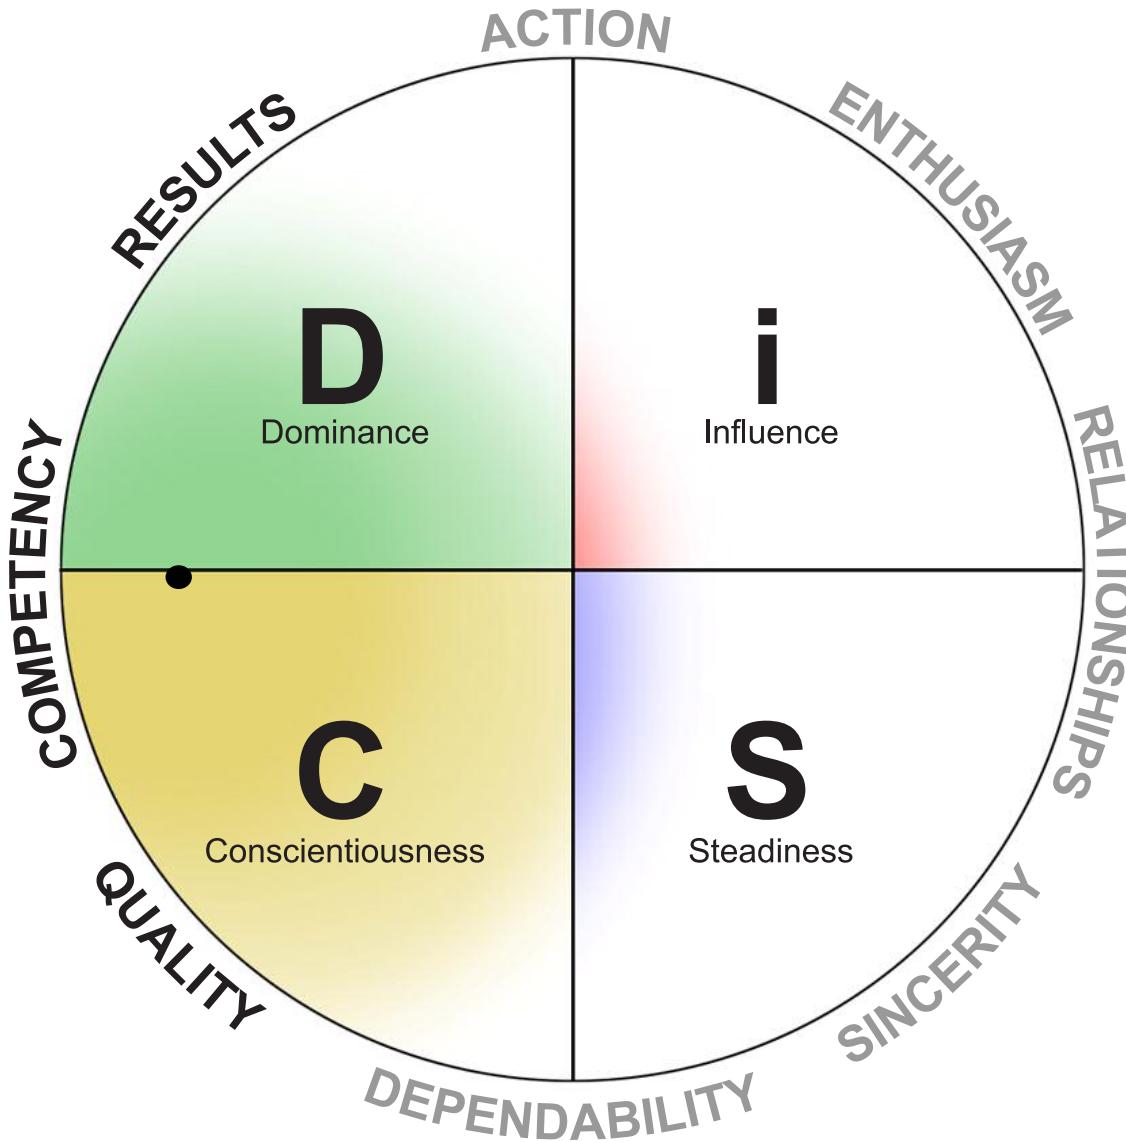 ACTION
RESULTS
ENTHUSIASM
D
Dominance
i
Influence
COMPETENCY
RELATIONSHIPS
C
Conscientiousness
S
Steadiness
QUALITY
SINCERITY
DEPENDABILITY